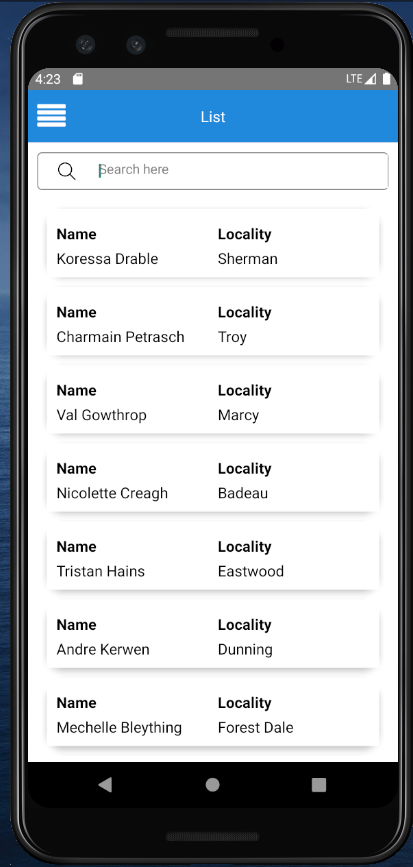 4:23 LTE
List
Search here
Name Locality
Koressa Drable Sherman
Name Locality
Charmain Petrasch Troy
Name Locality
Val Gowthrop Marcy
Name Locality
Nicolette Creagh Badeau
Name Locality
Tristan Hains Eastwood
Name Locality
Andre Kerwen Dunning
Name Locality
Mechelle Bleything Forest Dale